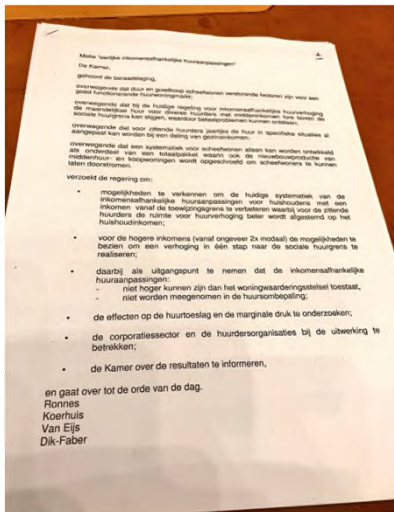 Motie "eerlijke inkomensafhankelijke huuraanpassingen"
De Kamer,
gehoord de beraadslaging,
overwegende dat duur en goedkoop scheefwonen verstorende factoren zijn voor een
goed functionerende huurwoningmarkt;
overwegende dat bij de huidige regeling voor inkomensafhankelijke huurverhoging
de maandelijkse huur voor diverse huurders met middeninkomen fors boven de
sociale huurgrens kan stijgen, waardoor betaalproblemen kunnen ontstaan;
overwegende dat voor zittende huurders jaarlijks de huur in specifieke situaties al
aangepast kan worden bij een daling van gezinsinkomen;
overwegende dat een systematiek voor scheefwonen alleen kan worden ontwikkeld
als onderdeel van een totaalpakket waarin ook de nieuwbouwproductie van
middenhuur- en koopwoningen wordt opgeschroefd om scheefwoners te kunnen
laten doorstromen,
verzoekt de regering om:
• mogelijkheden te verkennen om de huidige systematiek van de
inkomensafhankelijke huuraanpassingen voor huishoudens met een
inkomen vanaf de toewijzingsgrens te verbeteren waarbij voor de zittende
huurders de ruimte voor huurverhoging beter wordt afgestemd op het
huishoudinkomen;
• voor de hogere inkomens (vanaf ongeveer 2x modaal) de mogelijkheden te
bezien om een verhoging in één stap naar de sociale huurgrens te
realiseren;
• daarbij als uitgangspunt te nemen dat de inkomensafhankelijke
huuraanpassingen:
- niet hoger kunnen zijn dan het woningwaarderingsstelsel toestaat,
- niet worden meegenomen in de huursombepaling;
• de effecten op de huurtoeslag en de marginale druk te onderzoeken;
• de corporatiessector en de huurdersorganisaties bij de uitwerking te
betrekken;
• de Kamer over de resultaten te informeren,
en gaat over tot de orde van de dag.
Ronnes
Koerhuis
Van Eijs
Dik-Faber